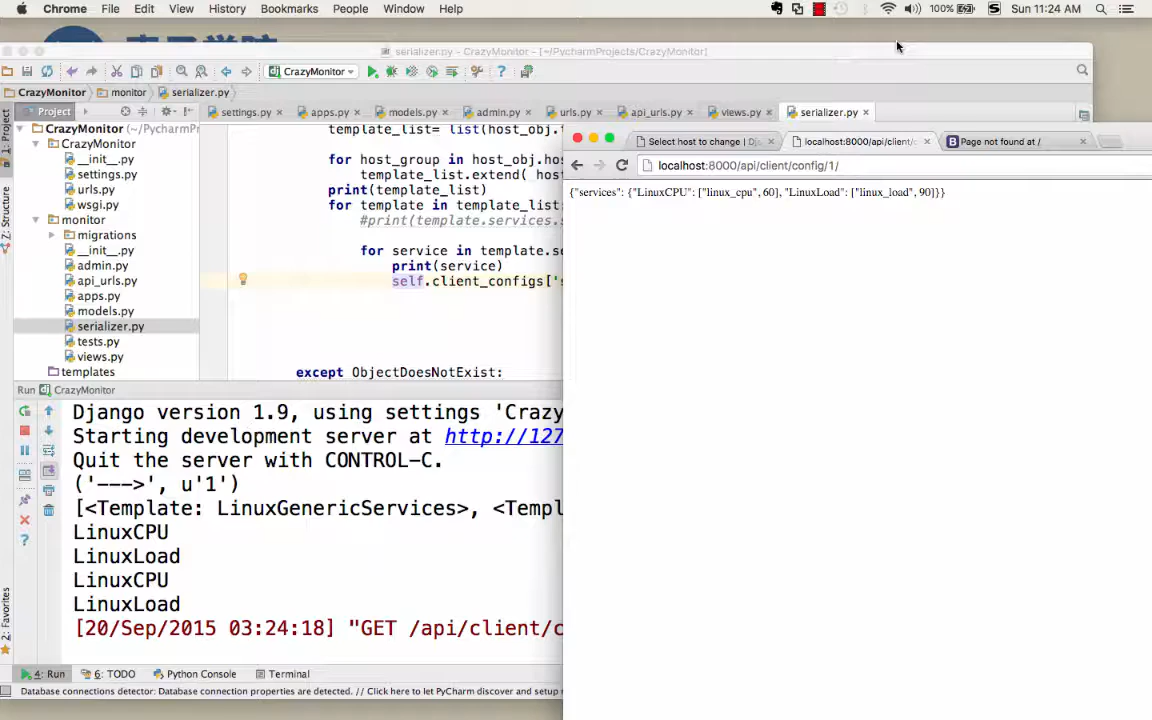 Chrome File Edit View History Bookmarks People Window Help 100% S Sun 11:24 AM
serializer.py - CrazyMonitor - [~/PycharmProjects/CrazyMonitor]
CrazyMonitor
CrazyMonitor monitor serializer.py
Project settings.py apps.py models.py admin.py urls.py api_urls.py views.py serializer.py
1: Project
Z: Structure
2: Favorites
CrazyMonitor (~/PycharmPr
CrazyMonitor
__init__.py
settings.py
urls.py
wsgi.py
monitor
migrations
__init__.py
admin.py
api_urls.py
apps.py
models.py
serializer.py
tests.py
views.py
templates
template_list= list(host_obj.
for host_group in host_obj.hos
template_list.extend( hos
print(template_list)
for template in template_list:
#print(template.services.s
for service in template.se
print(service)
self.client_configs['s
except ObjectDoesNotExist:
Select host to change | Dj localhost:8000/api/client/ Page not found at /
localhost:8000/api/client/config/1/
{"services": {"LinuxCPU": ["linux_cpu", 60], "LinuxLoad": ["linux_load", 90]}}
Run CrazyMonitor
Django version 1.9, using settings 'Crazy
Starting development server at http://127
Quit the server with CONTROL-C.
('--->', u'1')
[<Template: LinuxGenericServices>, <Templ
LinuxCPU
LinuxLoad
LinuxCPU
LinuxLoad
[20/Sep/2015 03:24:18] "GET /api/client/c
4: Run 6: TODO Python Console Terminal
Database connections detector: Database connection properties are detected. // Click here to let PyCharm discover and setup